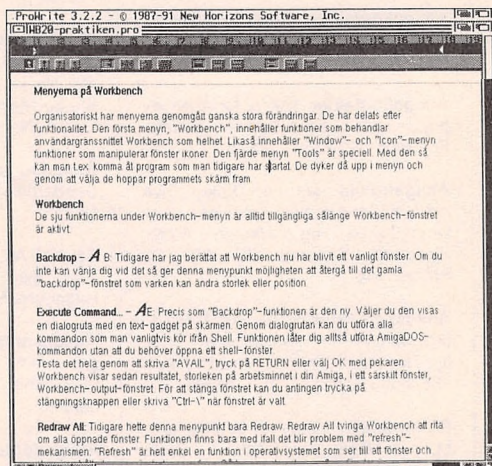 ProWrite 3.2.2 - © 1987-91 New Horizons Software, Inc.
WB20-praktiken.pro
Menyerna på Workbench
Organisatoriskt har menyerna genomgått ganska stora förändringar. De har delats efter
funktionalitet. Den första menyn, "Workbench", innehåller funktioner som behandlar
användargränssnittet Workbench som helhet. Likaså innehåller "Window"- och "Icon"-menyn
funktioner som manipulerar fönster ikoner. Den fjärde menyn "Tools" är speciell. Med den så
kan man t.ex. komma åt program som man tidigare har startat. De dyker då upp i menyn och
genom att välja de hoppar programmets skärm fram.
Workbench
De sju funktionerna under Workbench-menyn är alltid tillgängliga sålänge Workbench-fönstret
är aktivt.
Backdrop - A B: Tidigare har jag berättat att Workbench nu har blivit ett vanligt fönster. Om du
inte kan vänja dig vid det så ger denna menypunkt möjligheten att återgå till det gamla
"backdrop"-fönstret som varken kan ändra storlek eller position.
Execute Command... - A E: Precis som "Backdrop"-funktionen är den ny. Väljer du den visas
en dialogruta med en text-gadget på skärmen. Genom dialogrutan kan du utföra alla
kommandon som man vanligtvis kör ifrån Shell. Funktionen låter dig alltså utföra AmigaDOS-
kommandon utan att du behöver öppna ett shell-fönster.
Testa det hela genom att skriva "AVAIL", tryck på RETURN eller välj OK med pekaren.
Workbench visar sedan resultatet, storleken på arbetsminnet i din Amiga, i ett särskilt fönster,
Workbench-output-fönstret. För att stänga fönstret kan du antingen trycka på
stängningsknappen eller skriva "Ctrl-\" när fönstret är valt.
Redraw All: Tidigare hette denna menypunkt bara Redraw. Redraw All tvinga Workbench att rita
om alla öppnade fönster. Funktionen finns bara med ifall det blir problem med "refresh"-
mekanismen. "Refresh" är helt enkel en funktion i operativsystemet som ser till att fönster och